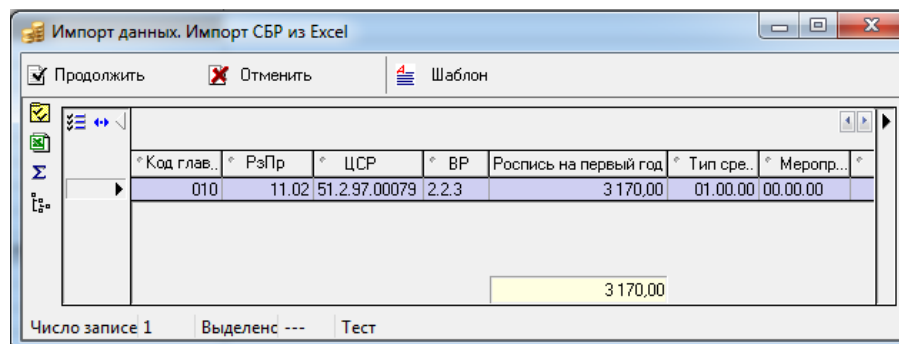 Импорт данных. Импорт СБР из Excel
Продолжить Отменить Шаблон
Код глав.. РзПр ЦСР ВР Роспись на первый год Тип сре.. Меропр...
010 11.02 51.2.97.00079 2.2.3 3 170,00 01.00.00 00.00.00
3 170,00
Число записе 1 Выделенс --- Тест